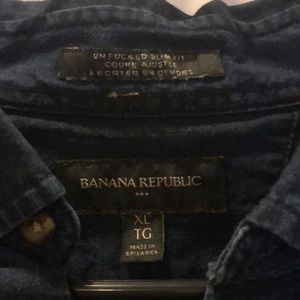 UNTUCKED SLIM FIT
COUPE AJUSTÉE
À PORTER EN DEHORS
BANANA REPUBLIC
XL
TG
MADE IN
SRI LANKA